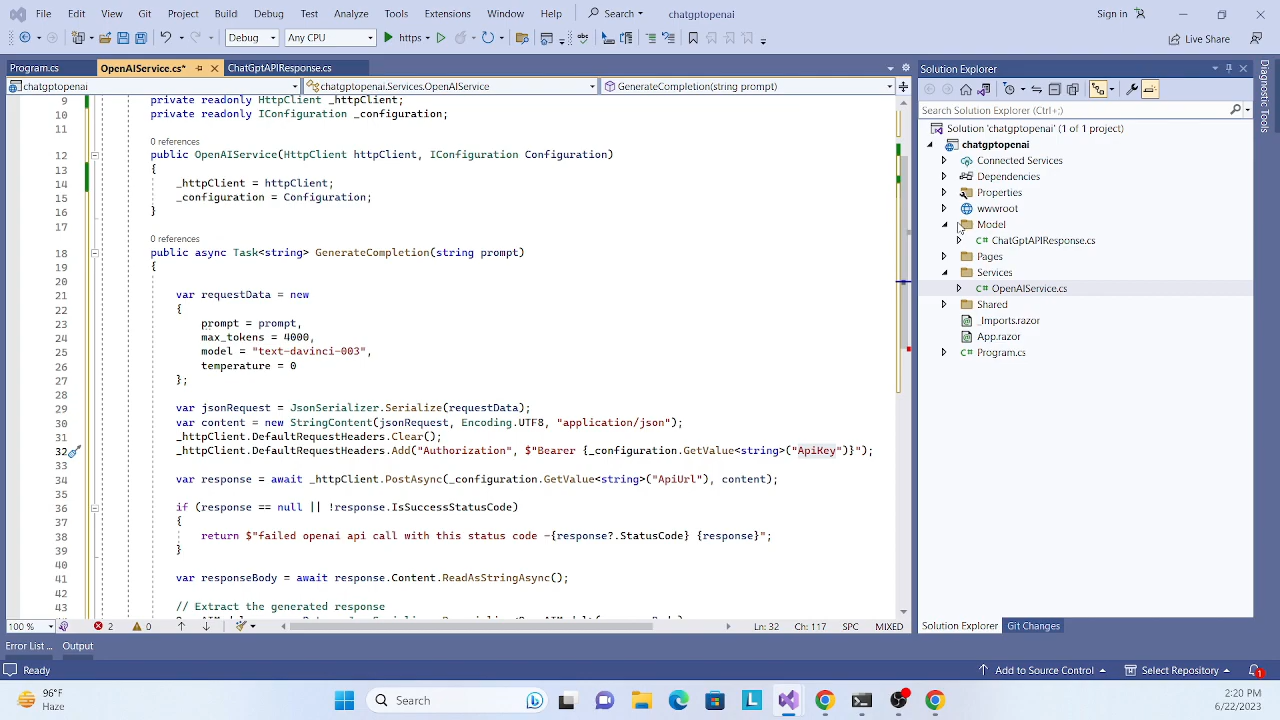 File Edit View Git Project Build Debug Test Analyze Tools Extensions Window Help Search chatgptopenai Sign in
Debug Any CPU https Live Share
Program.cs OpenAIService.cs* ChatGptAPIResponse.cs
chatgptopenai chatgptopenai.Services.OpenAIService GenerateCompletion(string prompt)
9 private readonly HttpClient _httpClient;
10 private readonly IConfiguration _configuration;
11
0 references
12 public OpenAIService(HttpClient httpClient, IConfiguration Configuration)
13 {
14 _httpClient = httpClient;
15 _configuration = Configuration;
16 }
17
0 references
18 public async Task<string> GenerateCompletion(string prompt)
19 {
20
21 var requestData = new
22 {
23 prompt = prompt,
24 max_tokens = 4000,
25 model = "text-davinci-003",
26 temperature = 0
27 };
28
29 var jsonRequest = JsonSerializer.Serialize(requestData);
30 var content = new StringContent(jsonRequest, Encoding.UTF8, "application/json");
31 _httpClient.DefaultRequestHeaders.Clear();
32 _httpClient.DefaultRequestHeaders.Add("Authorization", $"Bearer {_configuration.GetValue<string>("ApiKey")}");
33
34 var response = await _httpClient.PostAsync(_configuration.GetValue<string>("ApiUrl"), content);
35
36 if (response == null || !response.IsSuccessStatusCode)
37 {
38 return $"failed openai api call with this status code -{response?.StatusCode} {response}";
39 }
40
41 var responseBody = await response.Content.ReadAsStringAsync();
42
43 // Extract the generated response
100 % 2 0 Ln: 32 Ch: 117 SPC MIXED
Solution Explorer
Search Solution Explorer (Ctrl+;)
Solution 'chatgptopenai' (1 of 1 project)
chatgptopenai
Connected Services
Dependencies
Properties
wwwroot
Model
ChatGptAPIResponse.cs
Pages
Services
OpenAIService.cs
Shared
_Imports.razor
App.razor
Program.cs
Solution Explorer Git Changes
Diagnostic Tools
Error List ... Output
Ready Add to Source Control Select Repository 1
96°F
Haze
Search
2:20 PM
6/22/2023